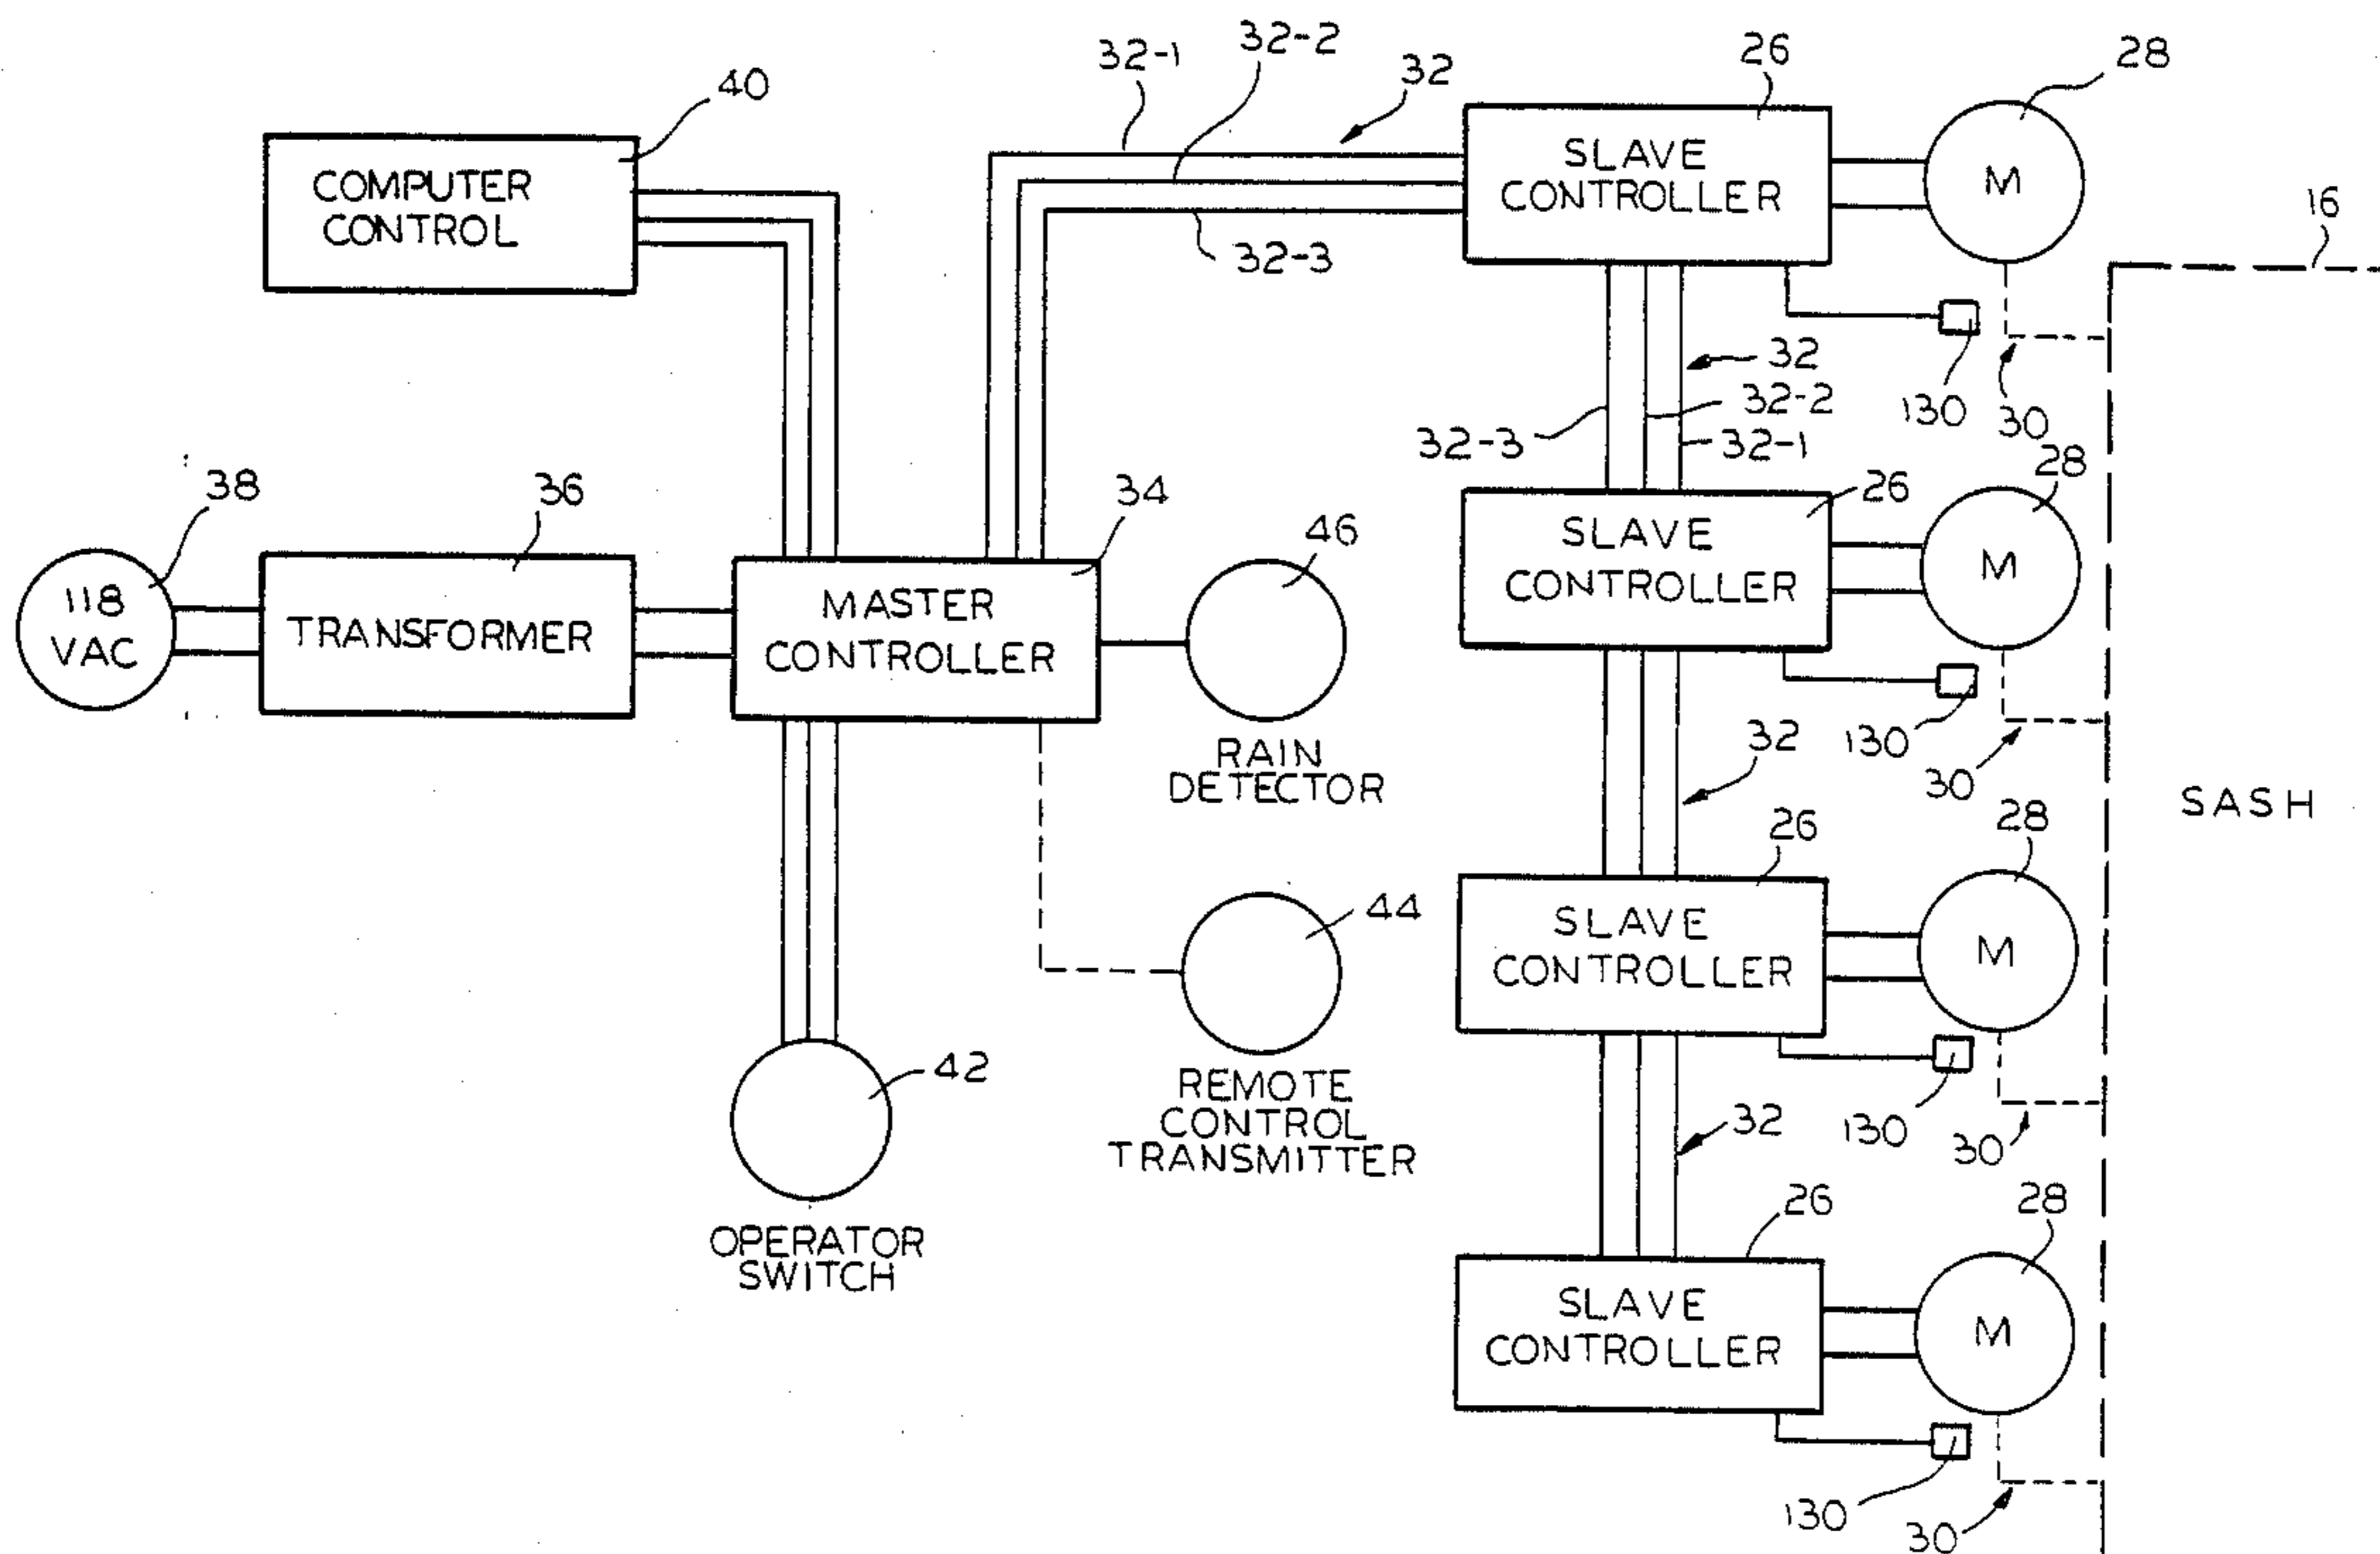 32-1
32-2
32
26
28
40
SLAVE
CONTROLLER
M
COMPUTER
CONTROL
16
32-3
130
30
32
32-2
32-3
32-1
38
36
34
46
26
28
118
VAC
TRANSFORMER
MASTER
CONTROLLER
SLAVE
CONTROLLER
M
RAIN
DETECTOR
130
30
32
SASH
26
28
44
SLAVE
CONTROLLER
M
42
REMOTE
CONTROL
TRANSMITTER
130
30
32
26
28
OPERATOR
SWITCH
SLAVE
CONTROLLER
M
130
30